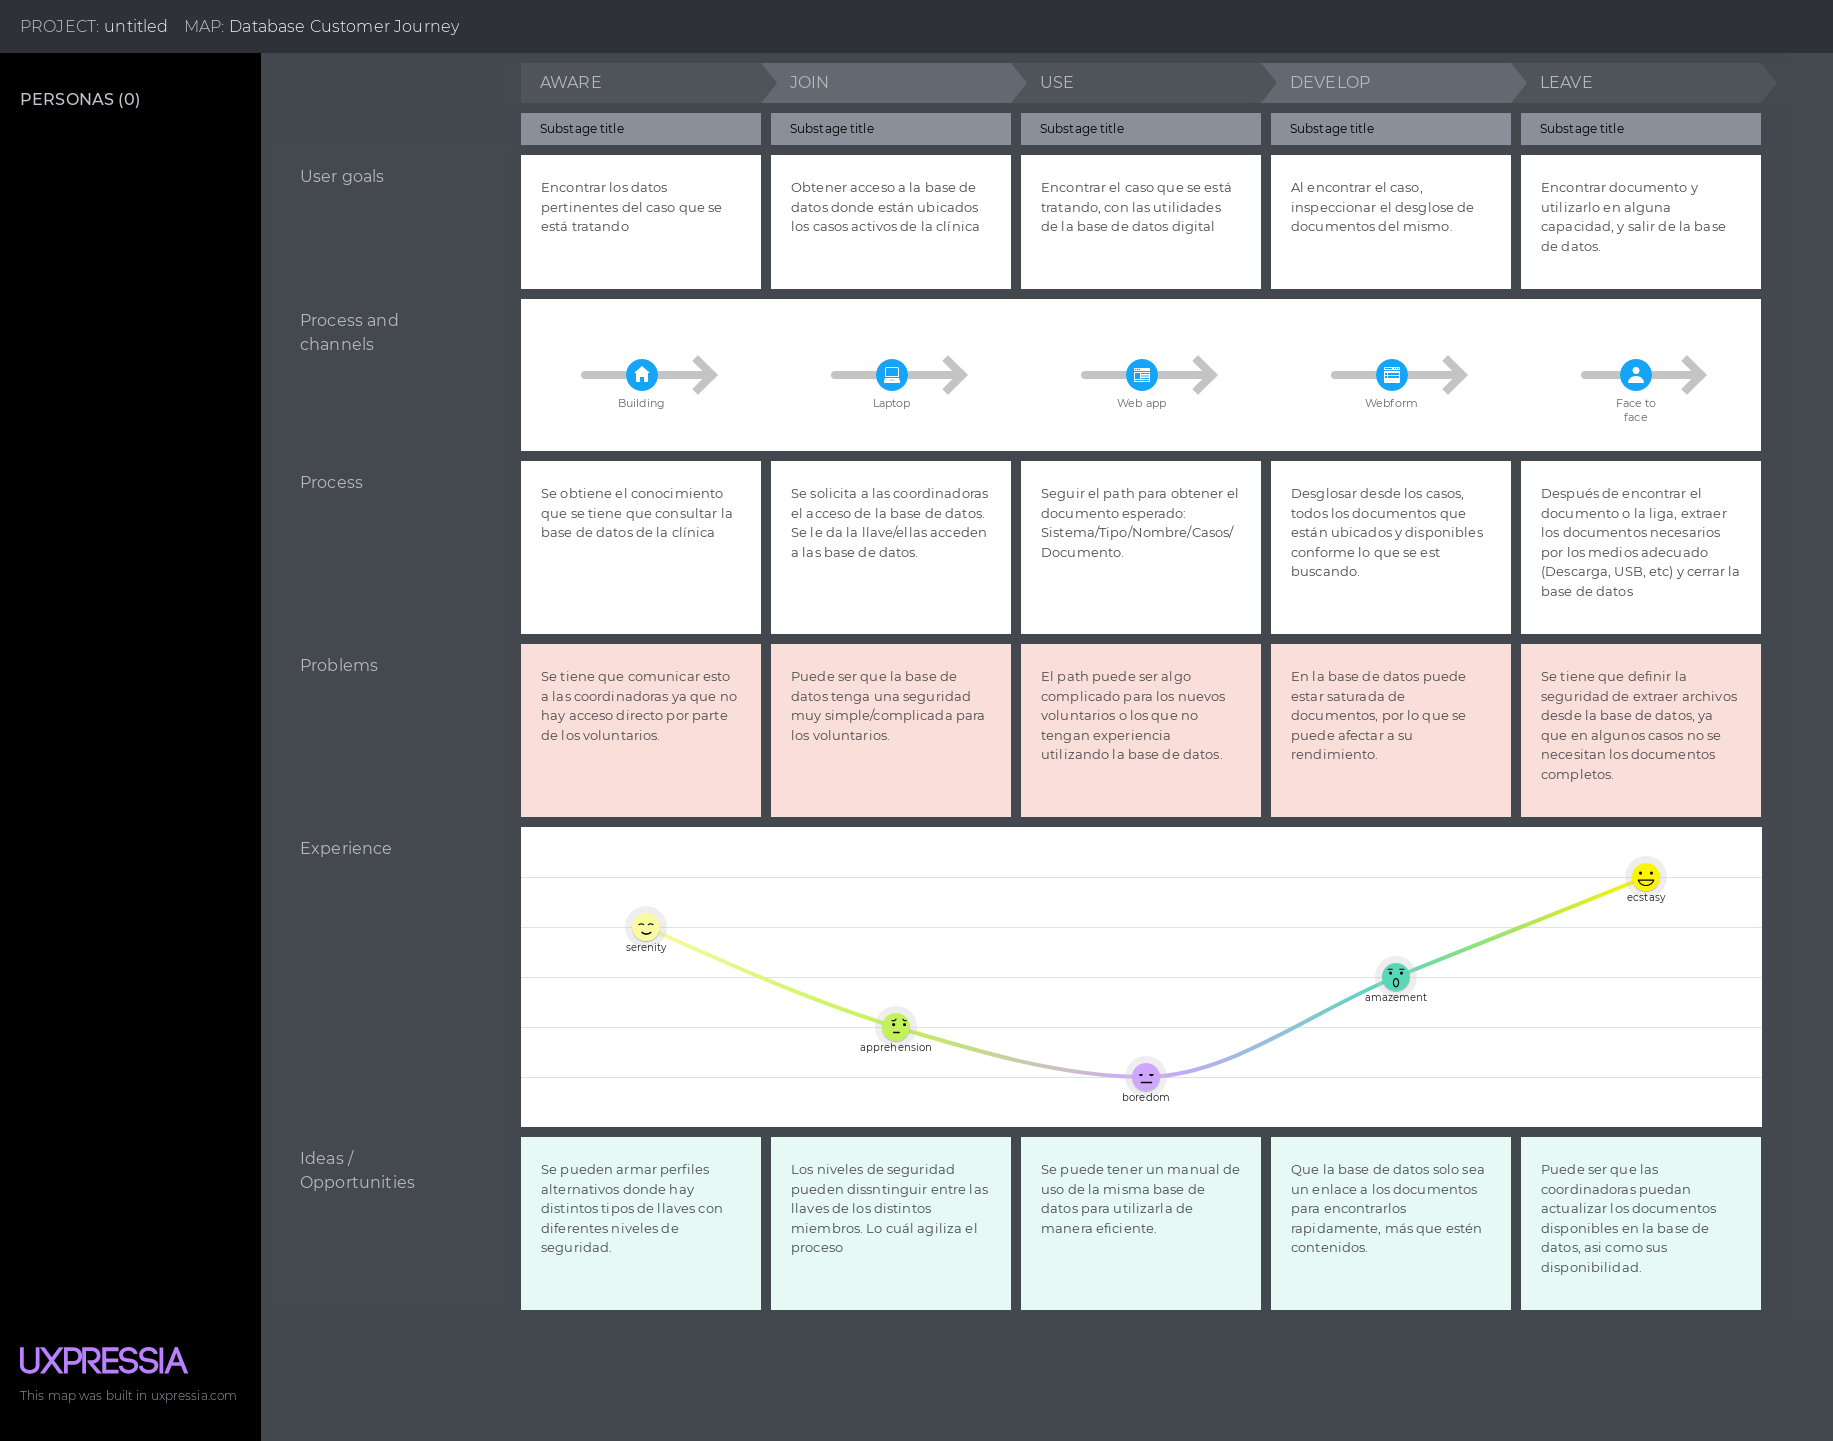 PROJECT: untitled MAP: Database Customer Journey
PERSONAS (0)
AWARE
JOIN
USE
DEVELOP
LEAVE
Substage title
Substage title
Substage title
Substage title
Substage title
User goals
Encontrar los datos
pertinentes del caso que se
está tratando
Obtener acceso a la base de
datos donde están ubicados
los casos activos de la clínica
Encontrar el caso que se está
tratando, con las utilidades
de la base de datos digital
Al encontrar el caso,
inspeccionar el desglose de
documentos del mismo.
Encontrar documento y
utilizarlo en alguna
capacidad, y salir de la base
de datos.
Process and
channels
Building
Laptop
Web app
Webform
Face to
face
Process
Se obtiene el conocimiento
que se tiene que consultar la
base de datos de la clínica
Se solicita a las coordinadoras
el acceso de la base de datos.
Se le da la llave/ellas acceden
a las base de datos.
Seguir el path para obtener el
documento esperado:
Sistema/Tipo/Nombre/Casos/
Documento.
Desglosar desde los casos,
todos los documentos que
están ubicados y disponibles
conforme lo que se est
buscando.
Después de encontrar el
documento o la liga, extraer
los documentos necesarios
por los medios adecuado
(Descarga, USB, etc) y cerrar la
base de datos
Problems
Se tiene que comunicar esto
a las coordinadoras ya que no
hay acceso directo por parte
de los voluntarios.
Puede ser que la base de
datos tenga una seguridad
muy simple/complicada para
los voluntarios.
El path puede ser algo
complicado para los nuevos
voluntarios o los que no
tengan experiencia
utilizando la base de datos.
En la base de datos puede
estar saturada de
documentos, por lo que se
puede afectar a su
rendimiento.
Se tiene que definir la
seguridad de extraer archivos
desde la base de datos, ya
que en algunos casos no se
necesitan los documentos
completos.
Experience
serenity
apprehension
boredom
amazement
ecstasy
Ideas /
Opportunities
Se pueden armar perfiles
alternativos donde hay
distintos tipos de llaves con
diferentes niveles de
seguridad.
Los niveles de seguridad
pueden dissntinguir entre las
llaves de los distintos
miembros. Lo cuál agiliza el
proceso
Se puede tener un manual de
uso de la misma base de
datos para utilizarla de
manera eficiente.
Que la base de datos solo sea
un enlace a los documentos
para encontrarlos
rapidamente, más que estén
contenidos.
Puede ser que las
coordinadoras puedan
actualizar los documentos
disponibles en la base de
datos, asi como sus
disponibilidad.
UXPRESSIA
This map was built in uxpressia.com